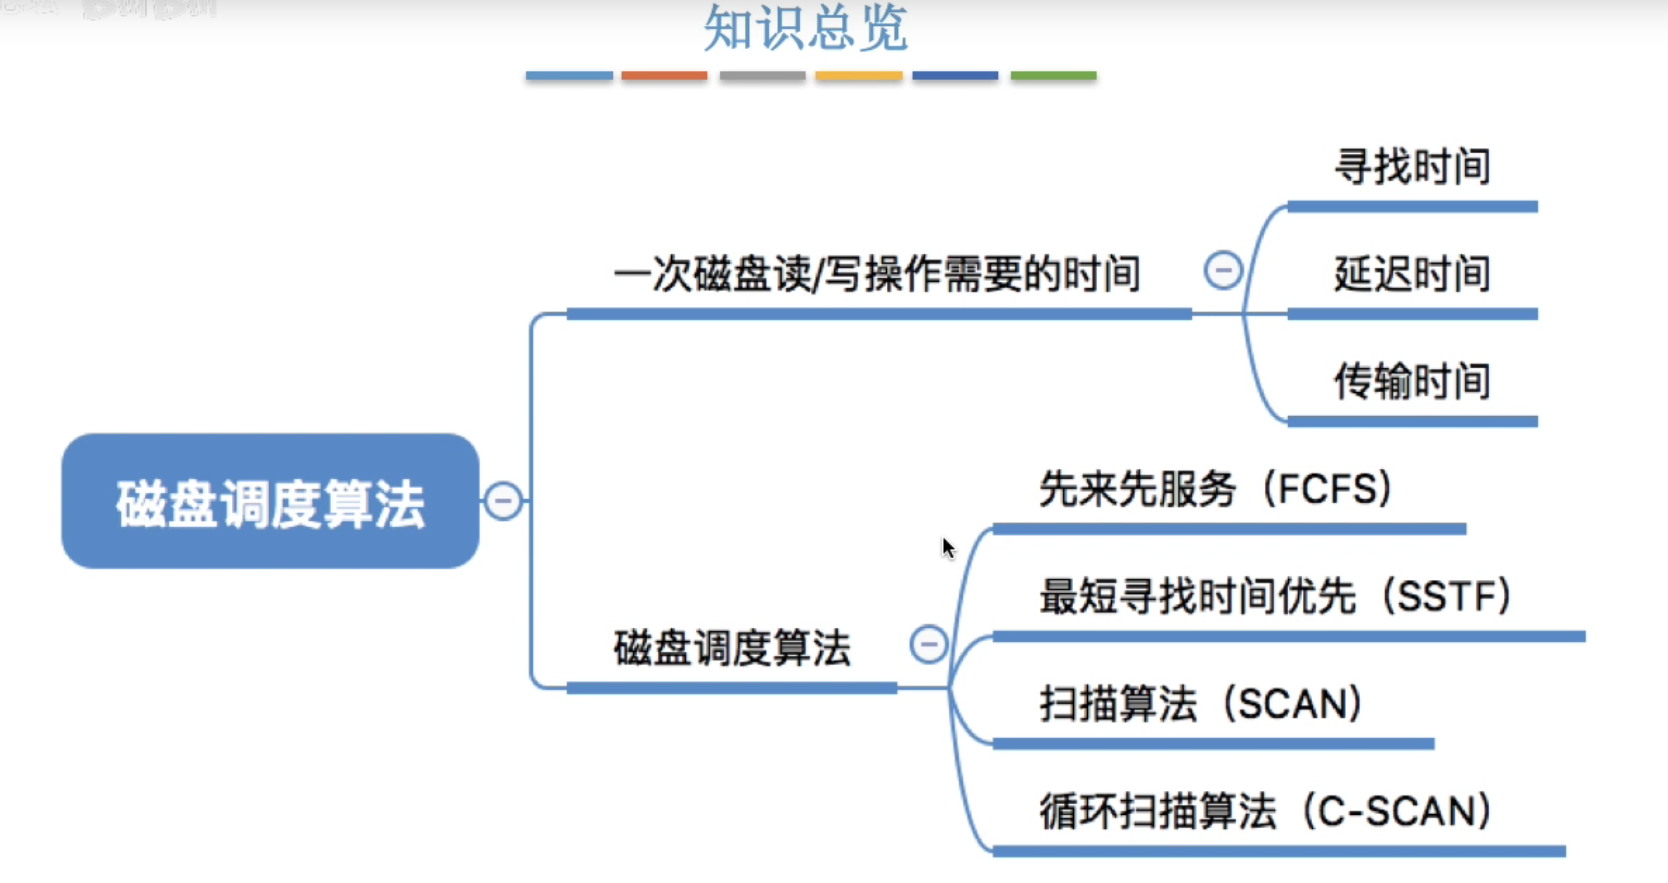 知识总览
寻找时间
一次磁盘读/写操作需要的时间
延迟时间
传输时间
磁盘调度算法
先来先服务（FCFS）
最短寻找时间优先（SSTF）
磁盘调度算法
扫描算法（SCAN）
循环扫描算法（C-SCAN）